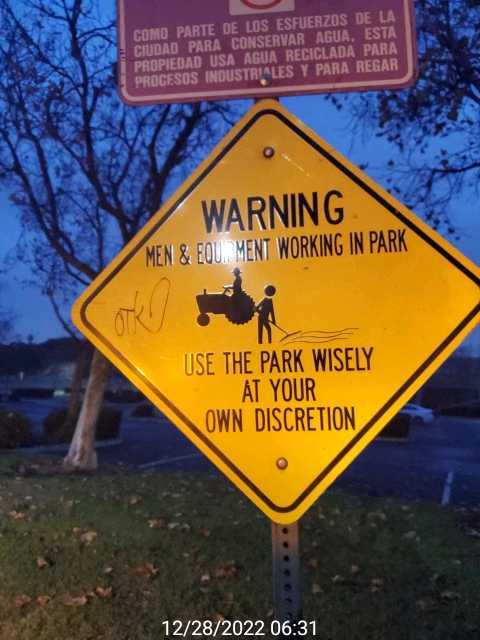 COMO PARTE DE LOS ESFUERZOS DE LA
CIUDAD PARA CONSERVAR AGUA, ESTA
PROPIEDAD USA AGUA RECICLADA PARA
PROCESOS INDUSTRIALES Y PARA REGAR
WARNING
MEN & EQUIPMENT WORKING IN PARK
OTK
USE THE PARK WISELY
AT YOUR
OWN DISCRETION
12/28/2022 06:31